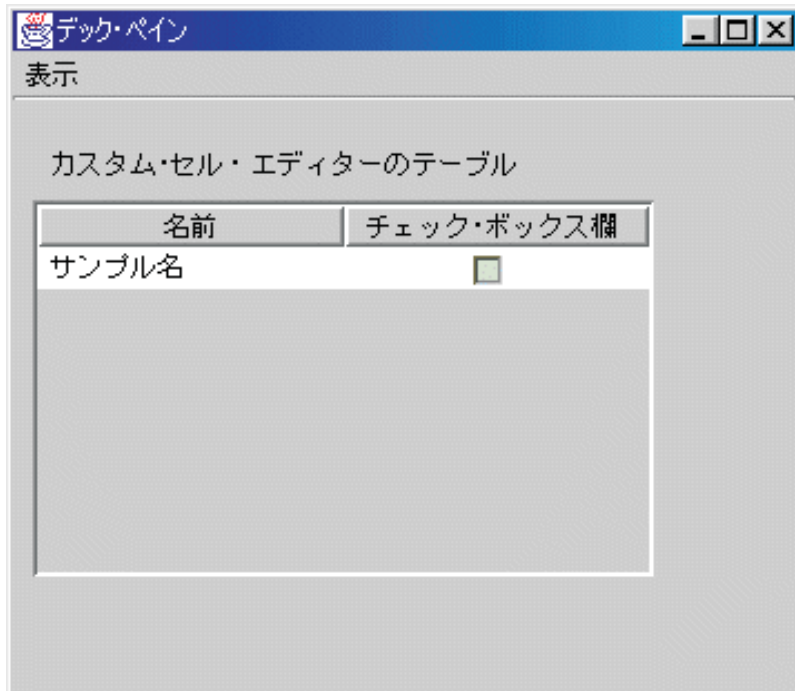 デック・ペイン
表示
カスタム・セル・エディターのテーブル
名前 チェック・ボックス欄
サンプル名